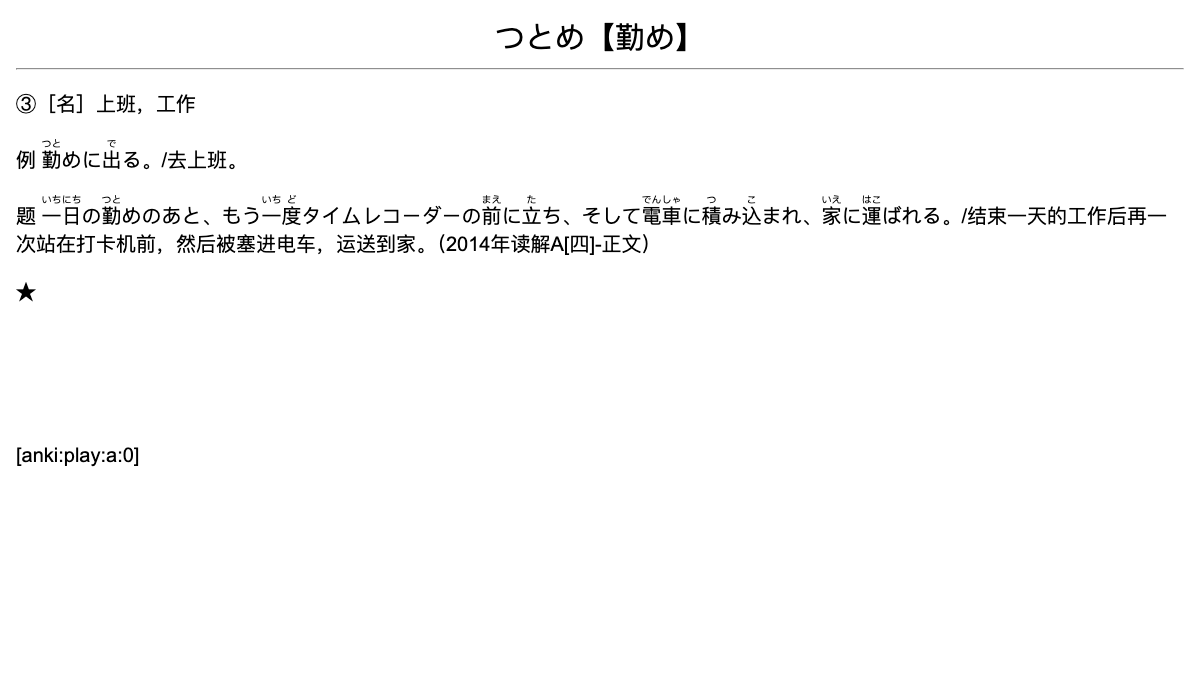 つとめ【勤め】
③［名］上班，工作
つと で
例 勤めに出る。/去上班。
いちにち つと いち ど まえ た でんしゃ つ こ いえ はこ
题 一日の勤めのあと、もう一度タイムレコーダーの前に立ち、そして電車に積み込まれ、家に運ばれる。/结束一天的工作后再一
次站在打卡机前，然后被塞进电车，运送到家。（2014年读解A[四]-正文）
★
[anki:play:a:0]